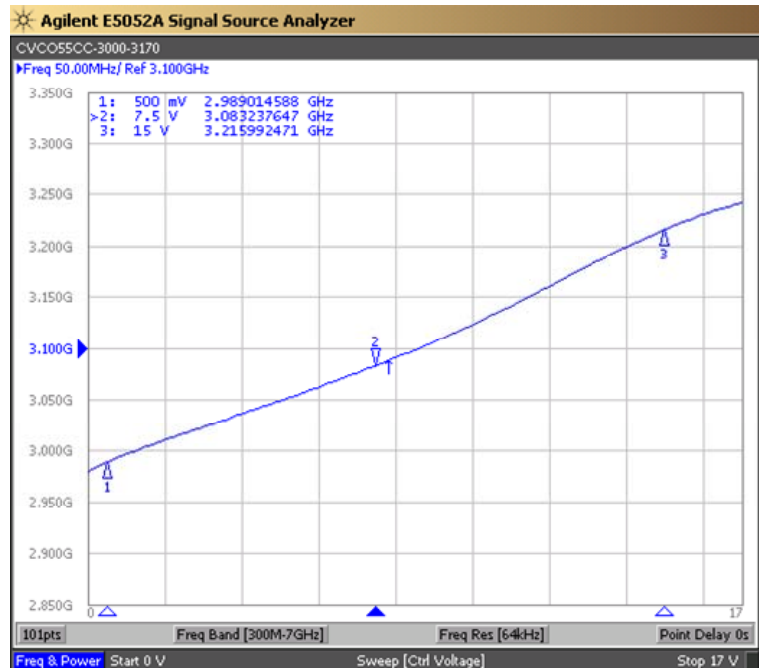 Agilent E5052A Signal Source Analyzer
CVCO55CC-3000-3170
▶Freq 50.00MHz/ Ref 3.100GHz
3.350G
1: 500 mV 2.989014588 GHz
>2: 7.5 V 3.083237647 GHz
3: 15 V 3.215992471 GHz
3.300G
3.250G
3.200G
3
3.150G
2
3.100G
3.050G
3.000G
1
2.950G
2.900G
2.850G
0 17
101pts Freq Band [300M-7GHz] Freq Res [64kHz] Point Delay 0s
Freq & Power Start 0 V Sweep [Ctrl Voltage] Stop 17 V